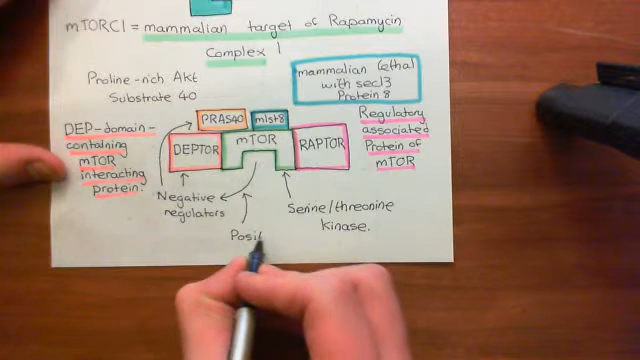 mTORC1 = mammalian target of Rapamycin
Complex 1
Proline-rich Akt
Substrate 40
mammalian lethal
with sec13
Protein 8
DEP-domain-
containing
mTOR
interacting
protein.
PRAS40
mlst8
DEPTOR
mTOR
RAPTOR
Regulatory
associated
Protein of
mTOR
Negative
regulators
Serine/threonine
kinase.
Posit